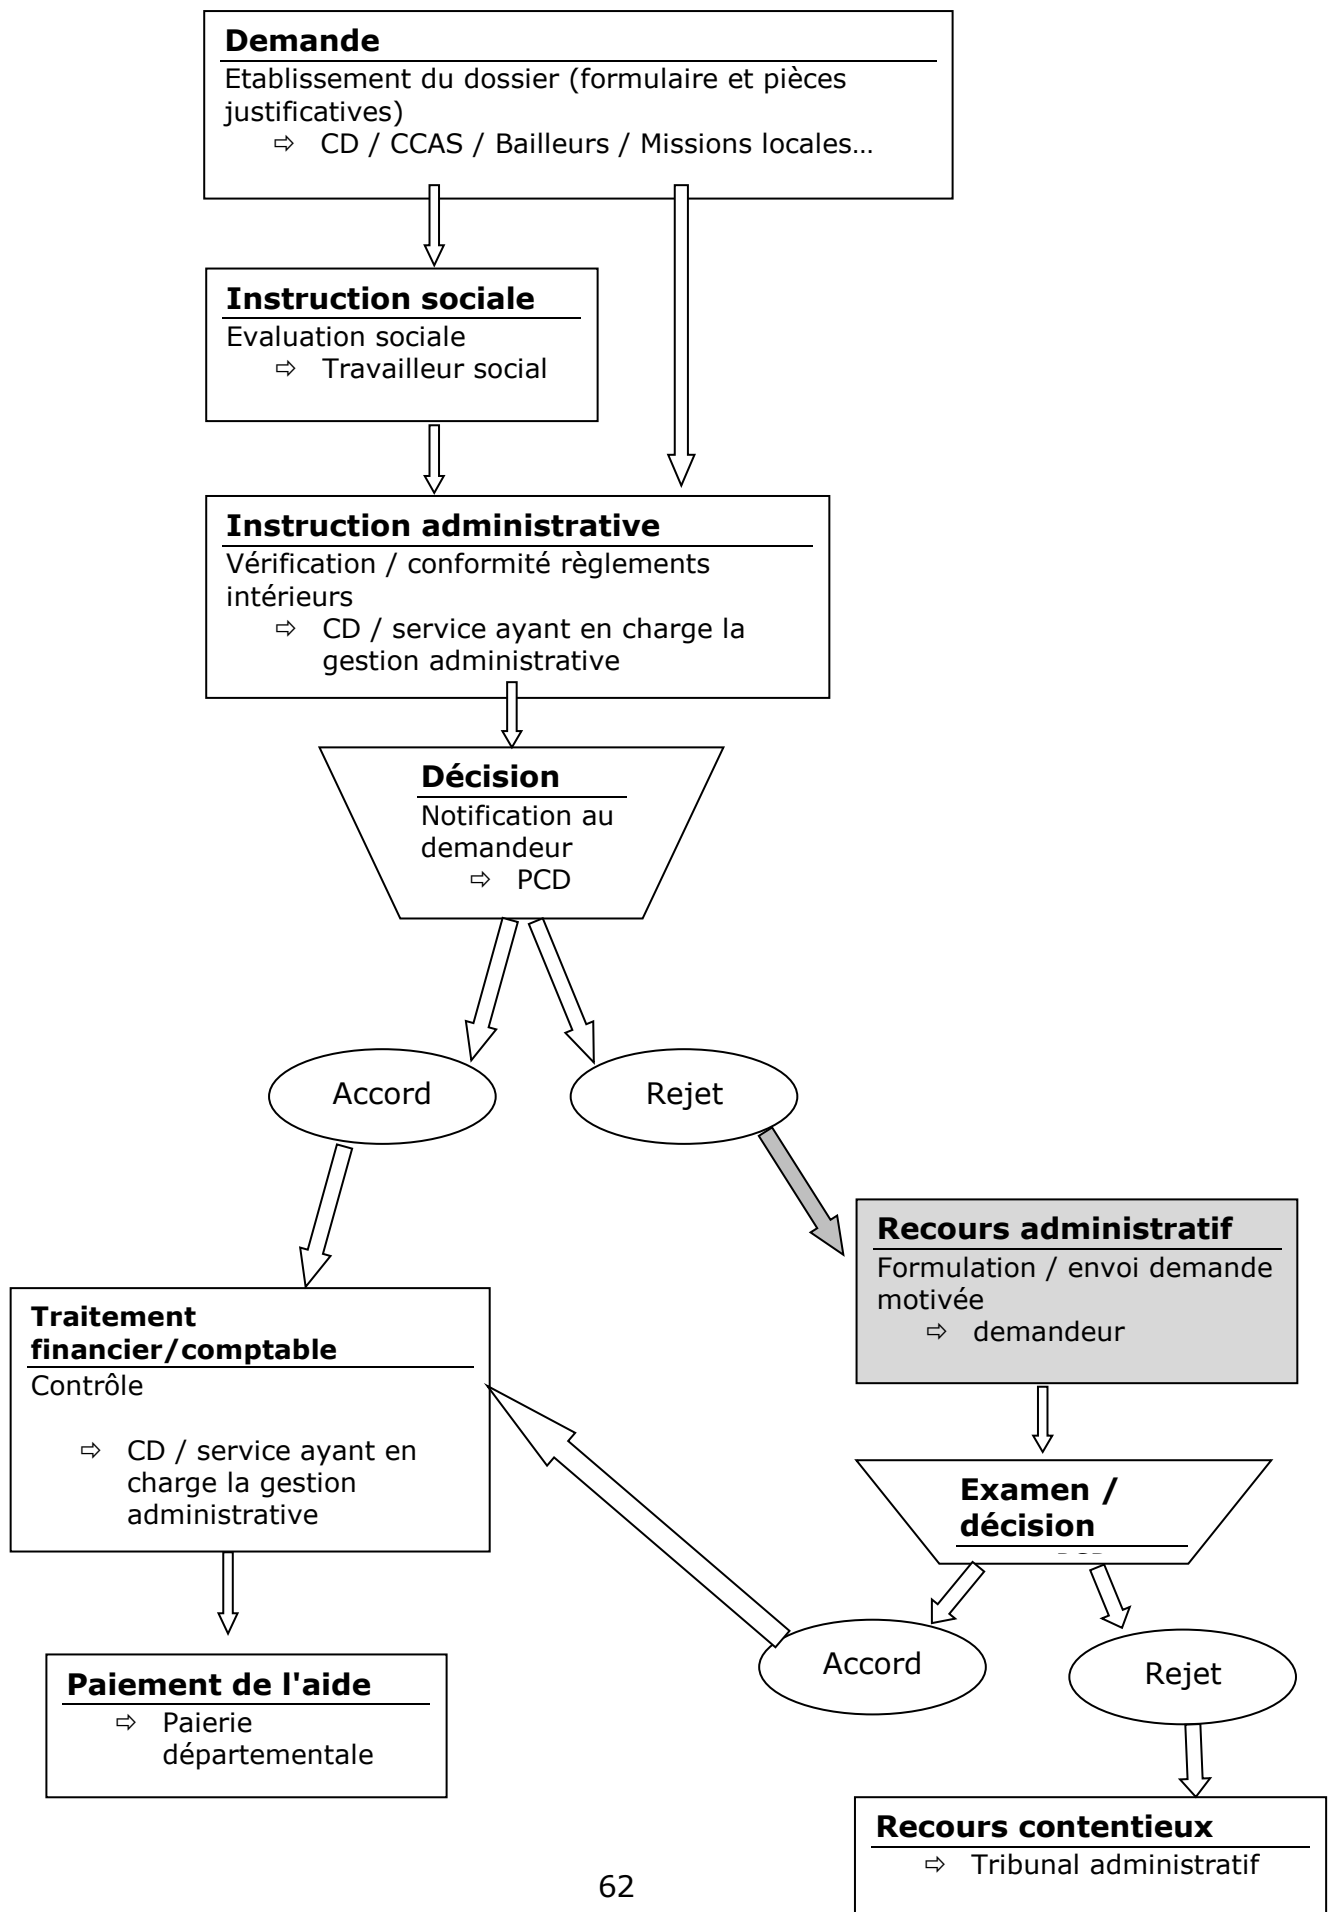 Demande
Etablissement du dossier (formulaire et pièces
justificatives)
⇨ CD / CCAS / Bailleurs / Missions locales…
Instruction sociale
Evaluation sociale
⇨ Travailleur social
Instruction administrative
Vérification / conformité règlements
intérieurs
⇨ CD / service ayant en charge la
gestion administrative
Décision
Notification au
demandeur
⇨ PCD
Accord
Rejet
Recours administratif
Formulation / envoi demande
motivée
⇨ demandeur
Traitement
financier/comptable
Contrôle
⇨ CD / service ayant en
charge la gestion
administrative
Examen /
décision
Accord
Rejet
Paiement de l'aide
⇨ Paierie
départementale
Recours contentieux
⇨ Tribunal administratif
62